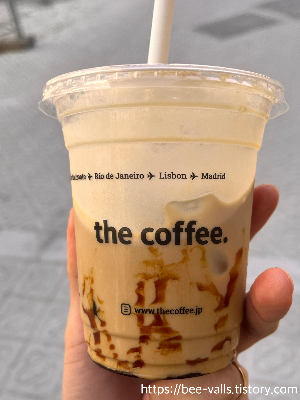 ✈ Rio de Janeiro ✈ Lisbon ✈ Madrid
the coffee.
www.thecoffee.jp
https://bee-valls.tistory.com